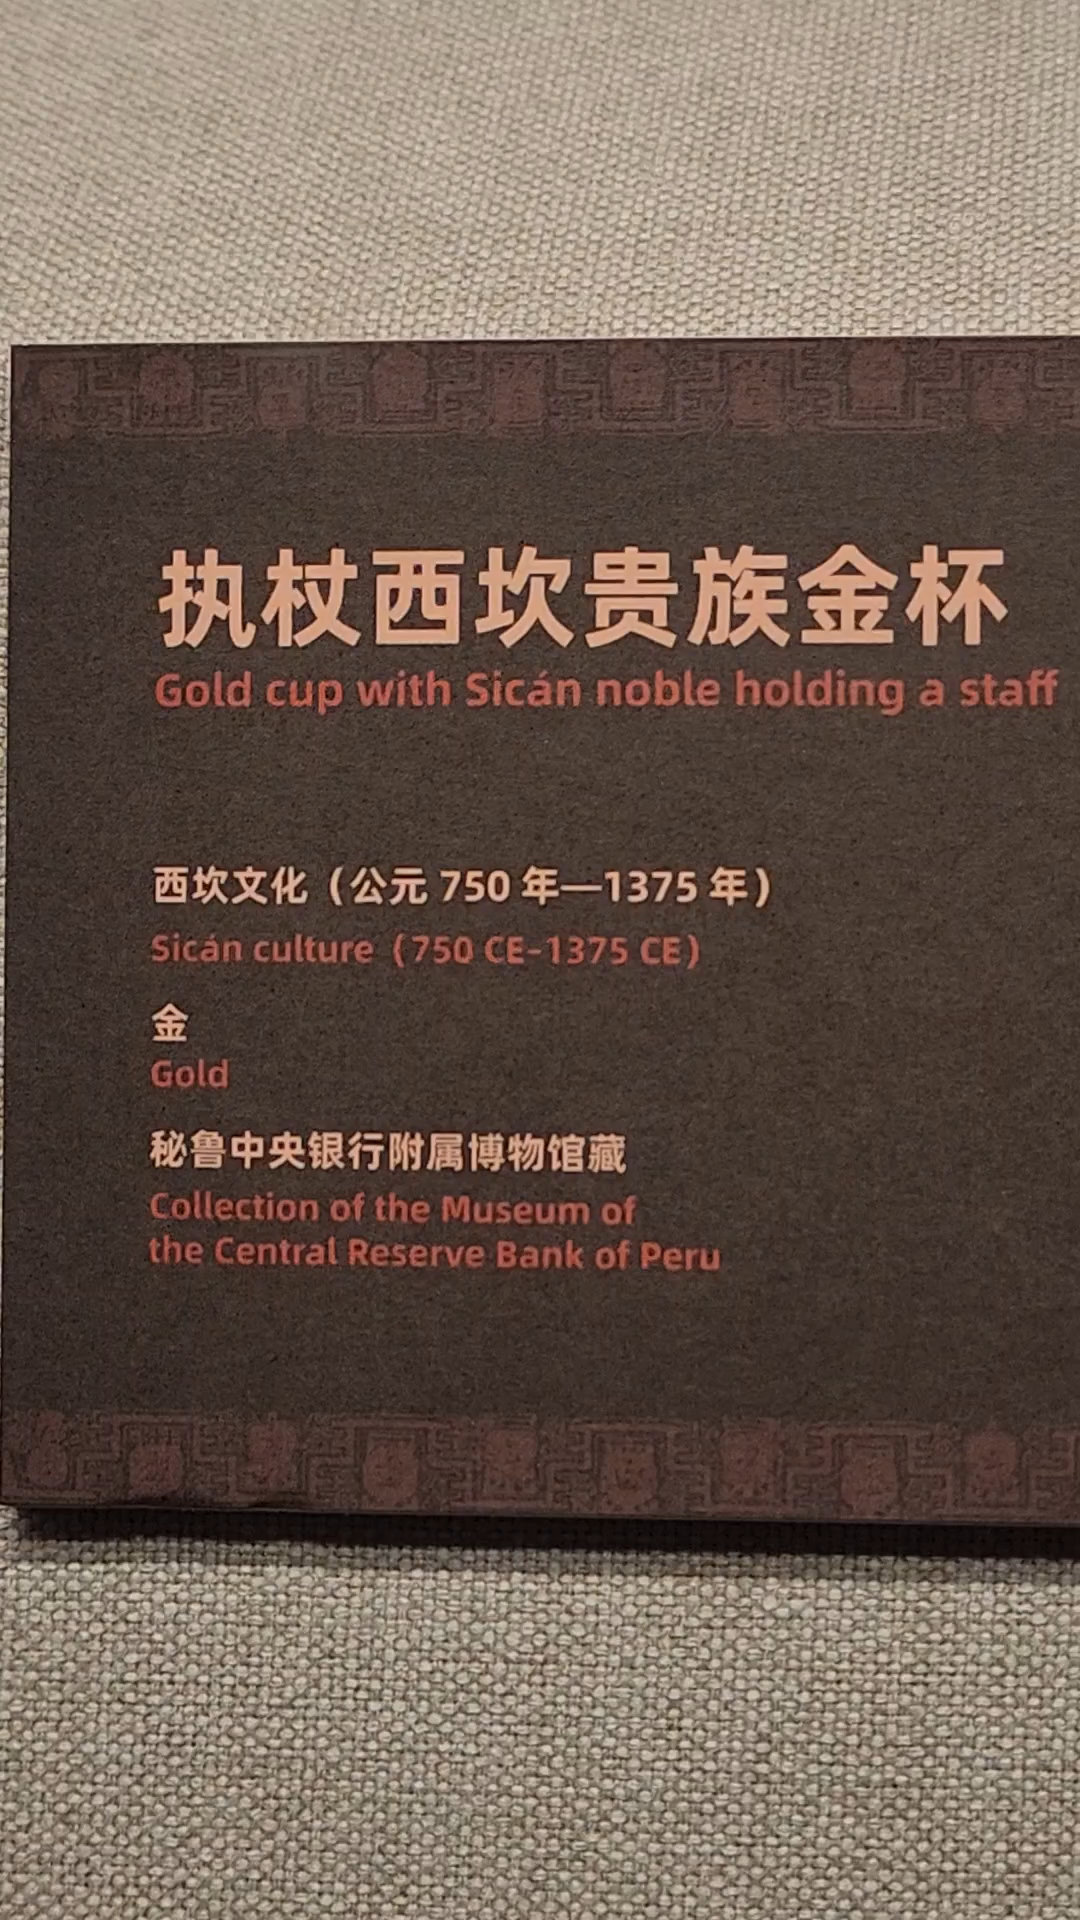 执杖西坎贵族金杯
Gold cup with Sicán noble holding a staff
西坎文化（公元 750 年—1375 年）
Sicán culture（750 CE–1375 CE）
金
Gold
秘鲁中央银行附属博物馆藏
Collection of the Museum of
the Central Reserve Bank of Peru